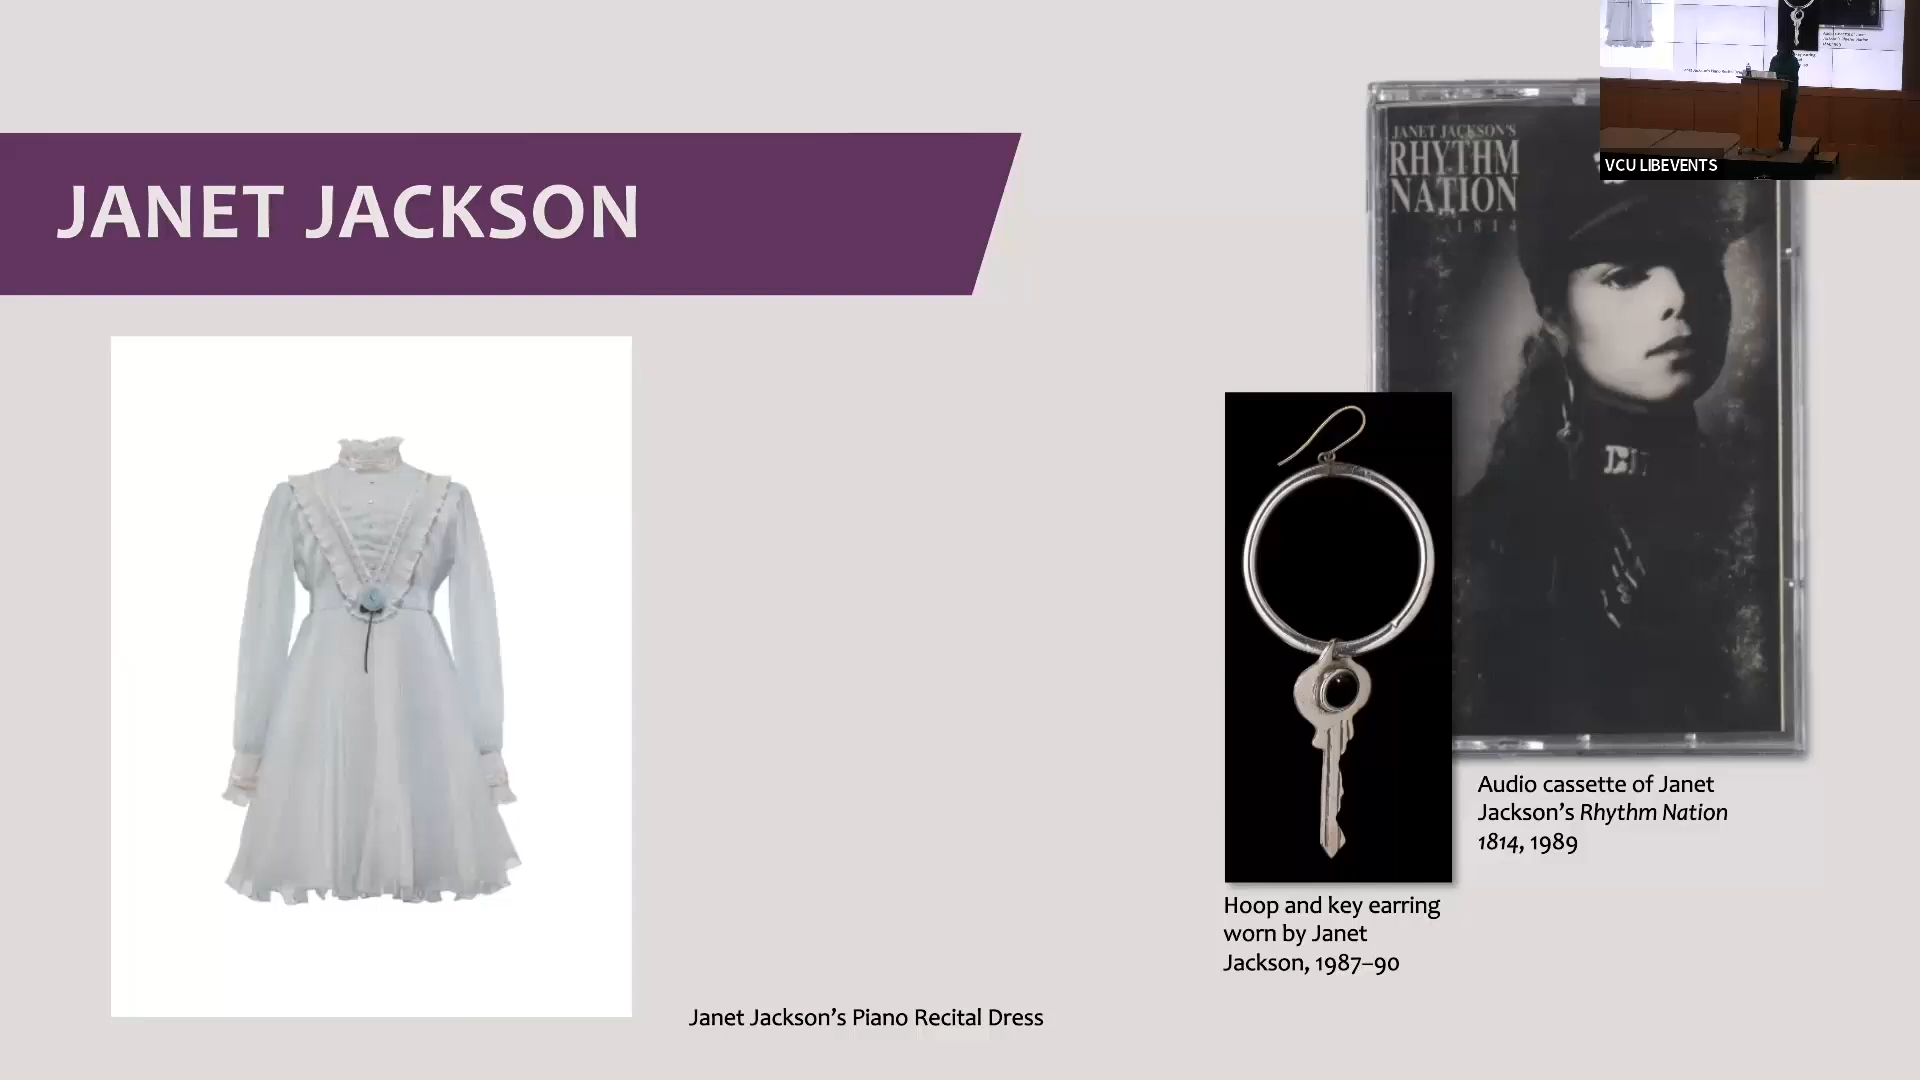 JANET JACKSON
JANET JACKSON'S
RHYTHM
NATION
1814
VCU LIBEVENTS
Audio cassette of Janet
Jackson’s Rhythm Nation
1814, 1989
Hoop and key earring
worn by Janet
Jackson, 1987–90
Janet Jackson’s Piano Recital Dress